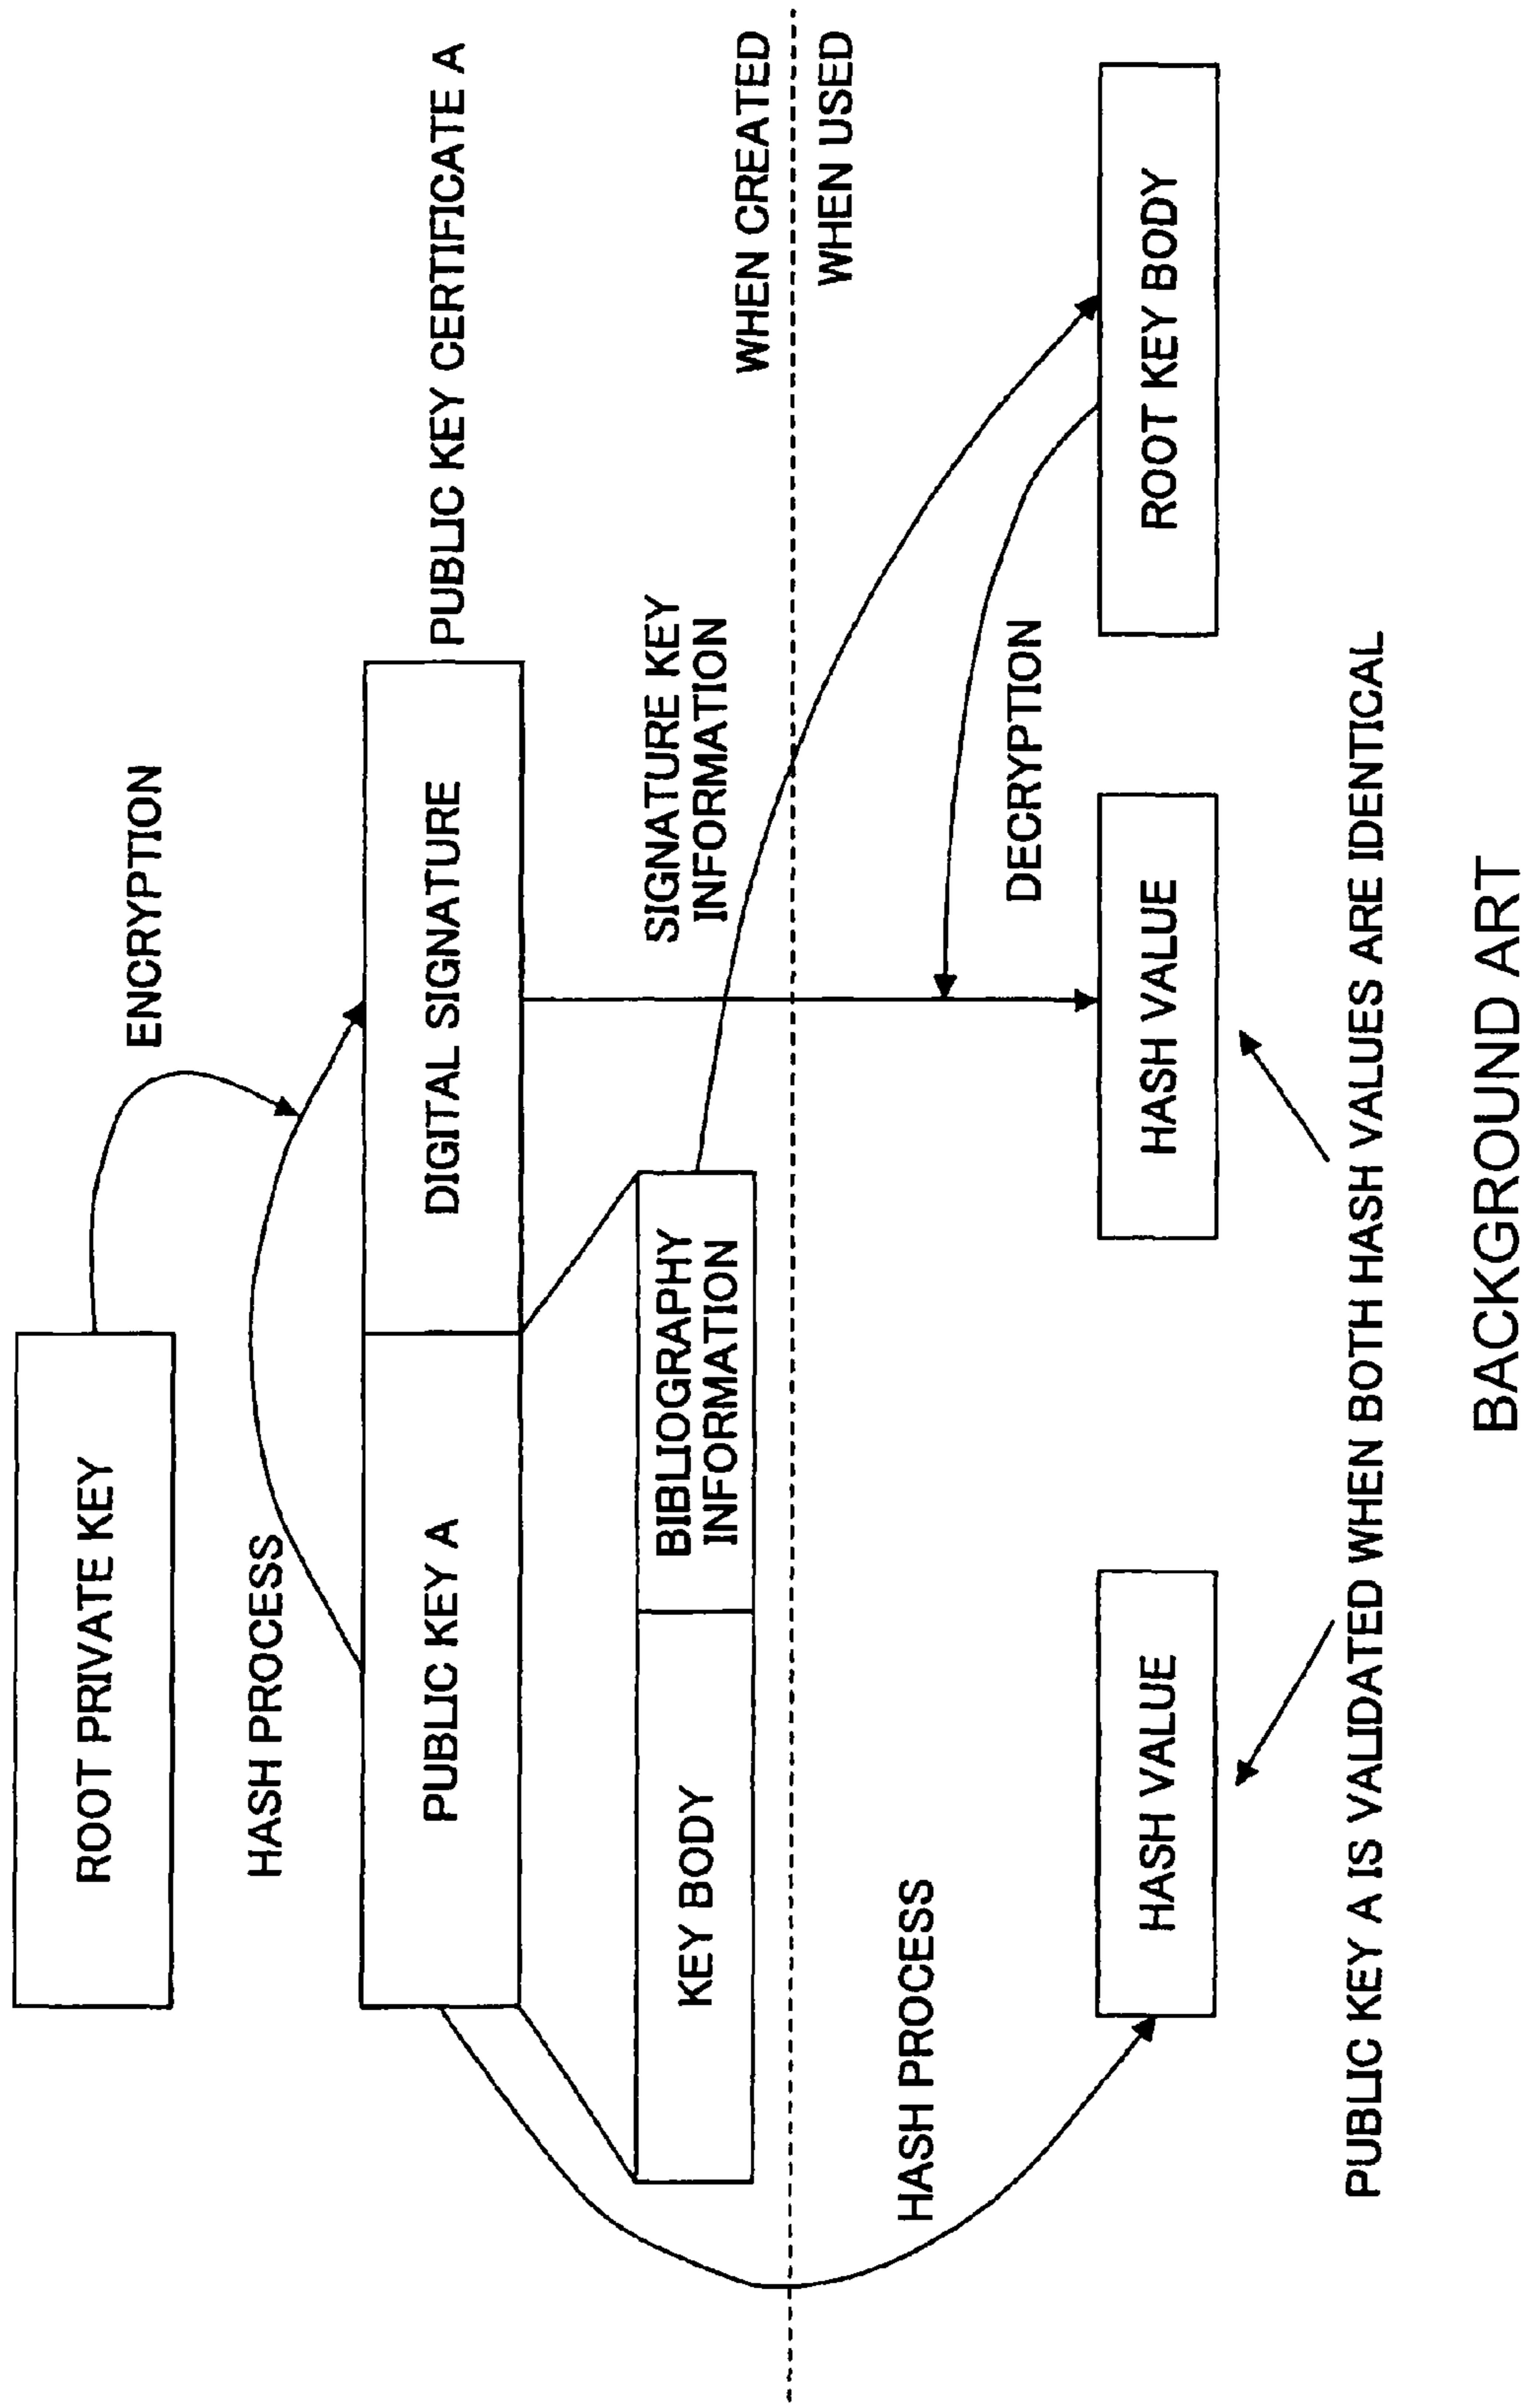 ROOT PRIVATE KEY
ENCRYPTION
HASH PROCESS
PUBLIC KEY A
DIGITAL SIGNATURE
PUBLIC KEY CERTIFICATE A
KEY BODY
BIBLIOGRAPHY
INFORMATION
SIGNATURE KEY
INFORMATION
WHEN CREATED
WHEN USED
HASH PROCESS
DECRYPTION
HASH VALUE
HASH VALUE
ROOT KEY BODY
PUBLIC KEY A IS VALIDATED WHEN BOTH HASH VALUES ARE IDENTICAL
BACKGROUND ART